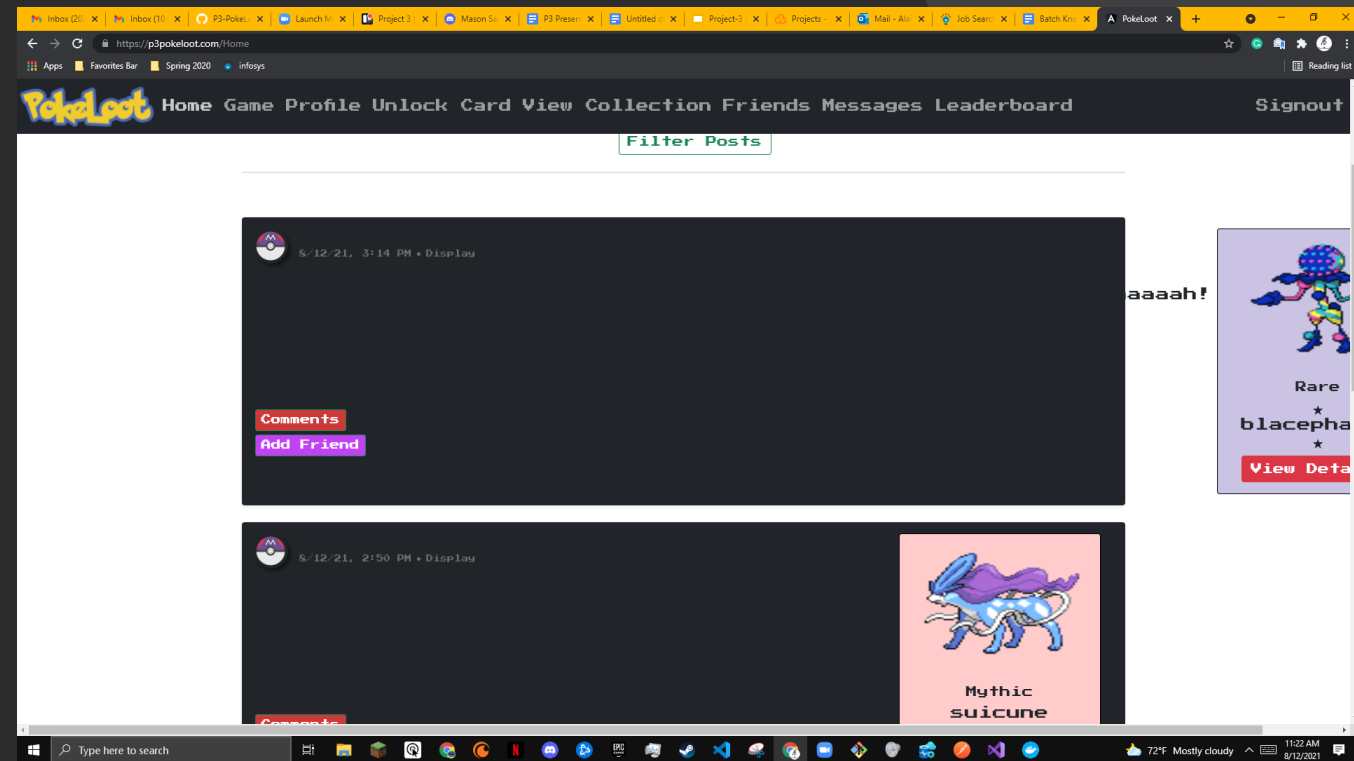 Inbox (20
Inbox (10,
P3-PokeL
Launch M
Project 3 |
Mason Sa
P3 Presen
Untitled d
Project-3
Projects -
Mail - Ala
Job Searc
Batch Kno
PokeLoot
https://p3pokeloot.com/Home
Apps
Favorites Bar
Spring 2020
infosys
Reading list
PokeLoot
Home Game Profile Unlock Card View Collection Friends Messages Leaderboard
Signout
Filter Posts
8/12/21, 3:14 PM • Display
aaaah!
Comments
Add Friend
Rare
★
blacepha
★
View Deta
8/12/21, 2:50 PM • Display
Mythic
suicune
Comments
Type here to search
EPIC
72°F Mostly cloudy
11:22 AM
8/12/2021